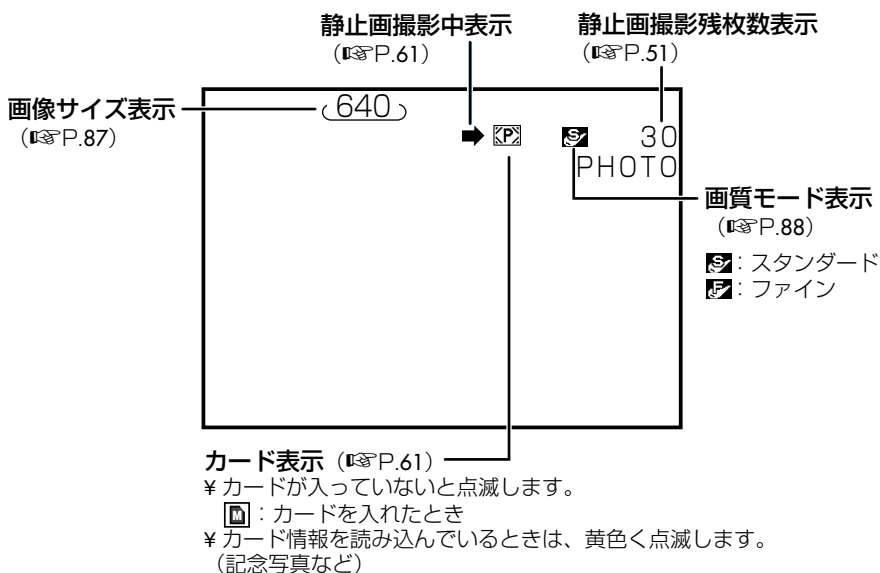 静止画撮影中表示
(☞P.61)
静止画撮影残枚数表示
(☞P.51)
画像サイズ表示
(☞P.87)
640
P
S 30
PHOTO
画質モード表示
(☞P.88)
S：スタンダード
F：ファイン
カード表示 (☞P.61)
¥ カードが入っていないと点滅します。
M：カードを入れたとき
¥ カード情報を読み込んでいるときは、黄色く点滅します。
（記念写真など）